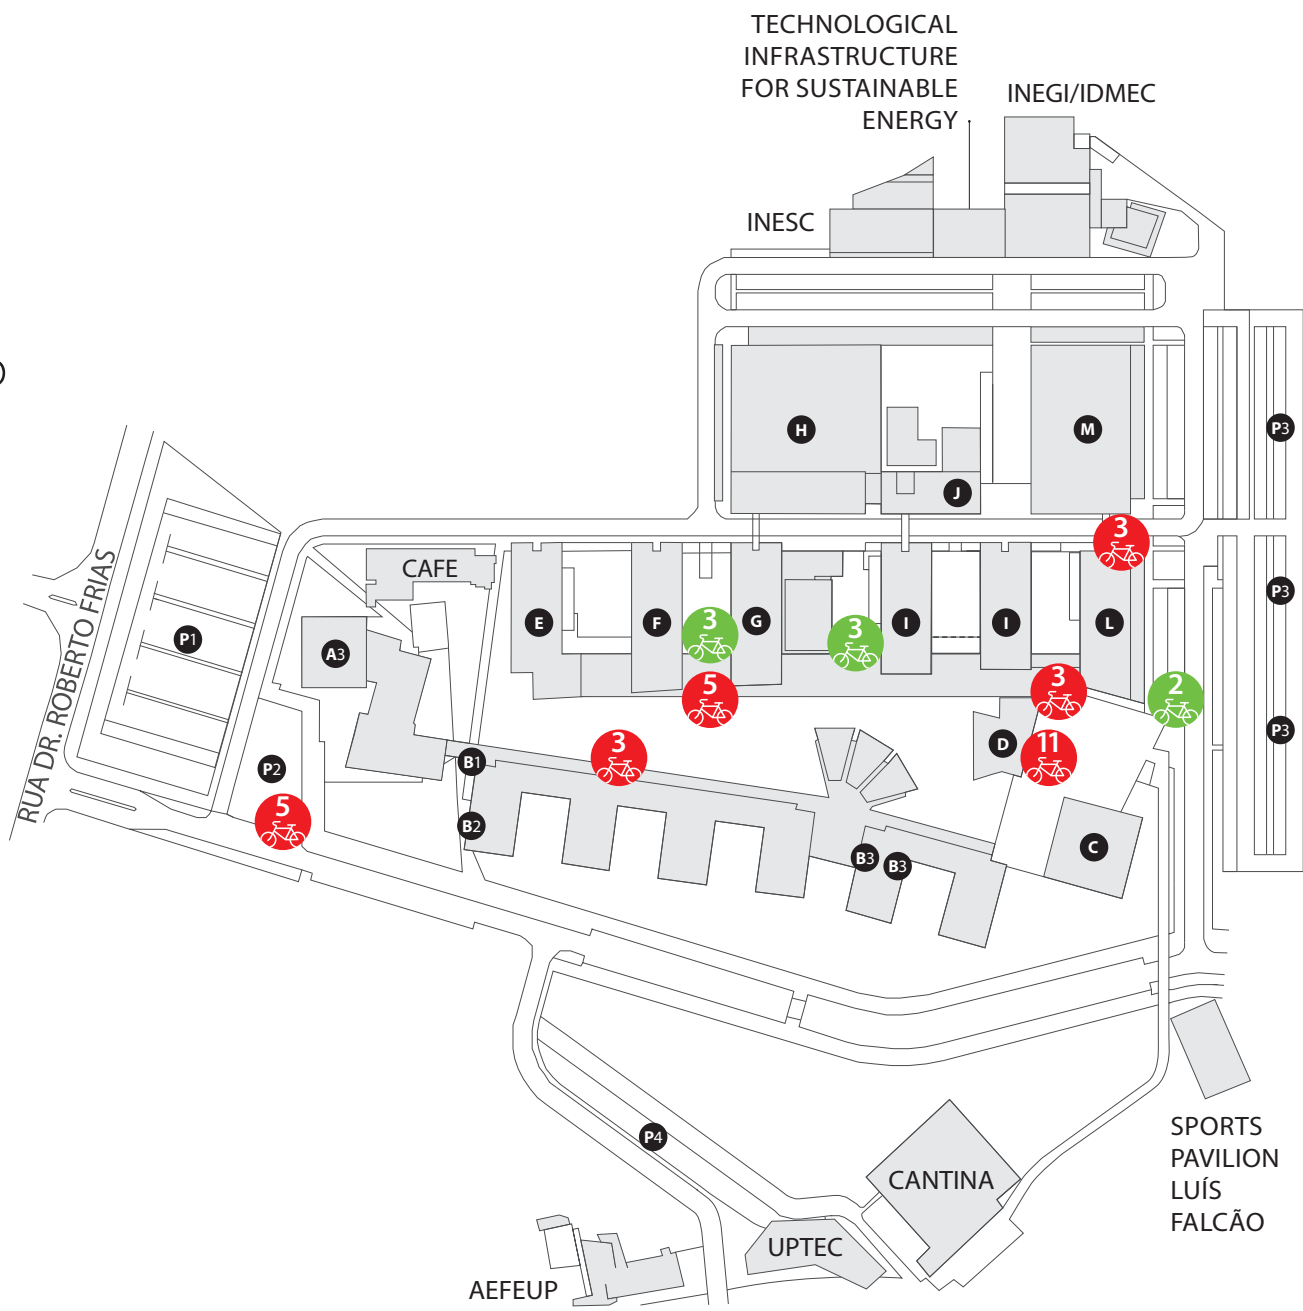 TECHNOLOGICAL
INFRASTRUCTURE
FOR SUSTAINABLE
ENERGY
INEGI/IDMEC
INESC
H
M
P3
J
3
CAFE
RUA DR. ROBERTO FRIAS
P1
A3
E
F
3
G
3
I
I
L
P3
5
3
2
P2
B1
3
D
11
P3
5
B2
B3
B3
C
P4
CANTINA
SPORTS
PAVILION
LUÍS
FALCÃO
UPTEC
AEFEUP